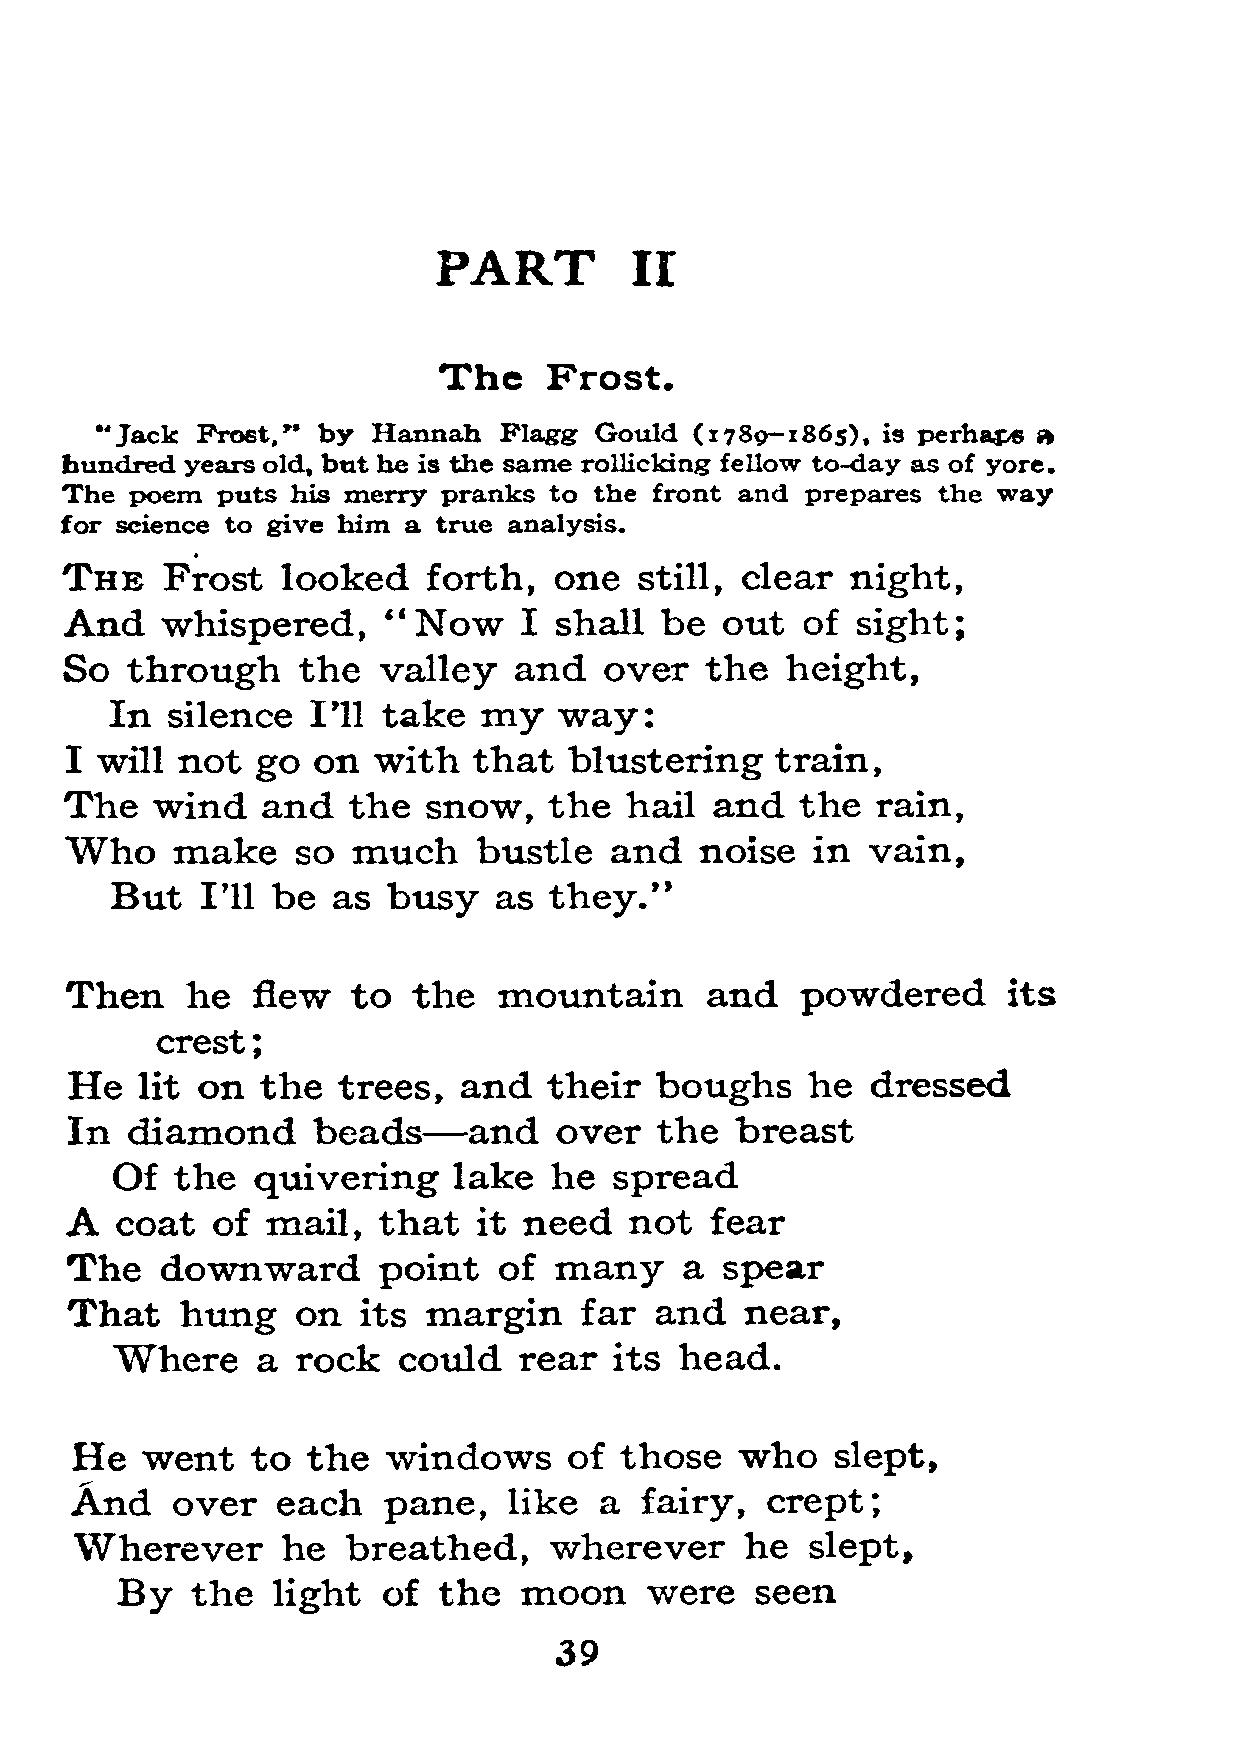 PART II
The Frost.
"Jack Frost," by Hannah Flagg Gould (1789–1865), is perhaps a
hundred years old, but he is the same rollicking fellow to-day as of yore.
The poem puts his merry pranks to the front and prepares the way
for science to give him a true analysis.
THE Frost looked forth, one still, clear night,
And whispered, "Now I shall be out of sight;
So through the valley and over the height,
In silence I'll take my way:
I will not go on with that blustering train,
The wind and the snow, the hail and the rain,
Who make so much bustle and noise in vain,
But I'll be as busy as they."
Then he flew to the mountain and powdered its
crest;
He lit on the trees, and their boughs he dressed
In diamond beads—and over the breast
Of the quivering lake he spread
A coat of mail, that it need not fear
The downward point of many a spear
That hung on its margin far and near,
Where a rock could rear its head.
He went to the windows of those who slept,
And over each pane, like a fairy, crept;
Wherever he breathed, wherever he slept,
By the light of the moon were seen
39